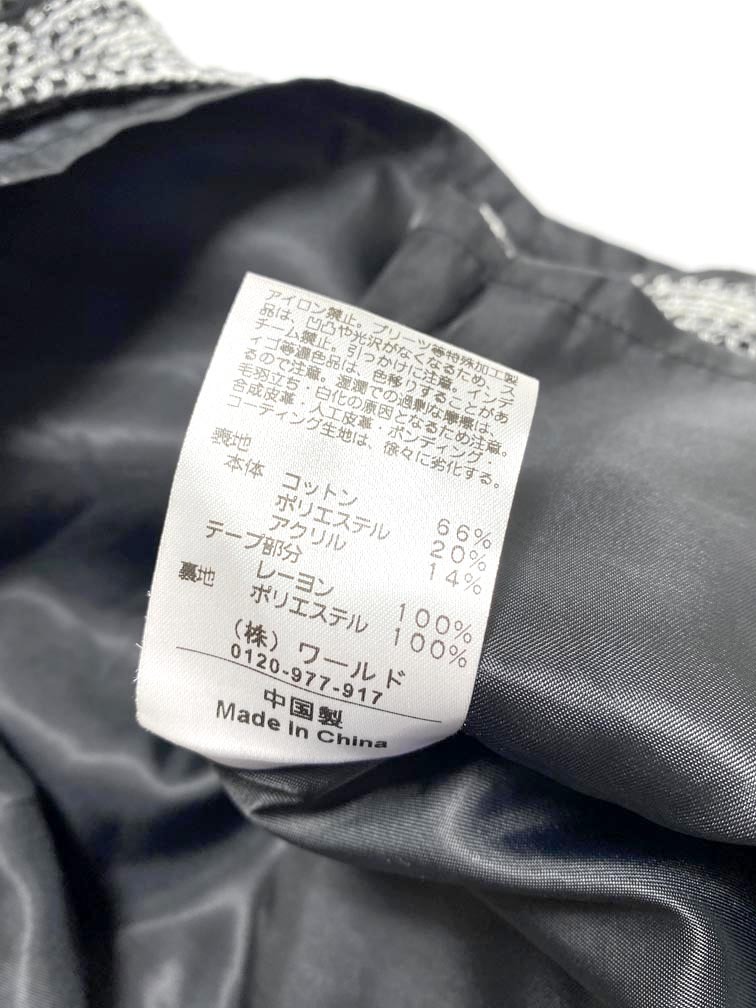 アイロン禁止。プリーツ等特殊加工製
品は、凹凸や光沢がなくなるため、ス
チーム禁止。引っかけに注意。インデ
ィゴ等濃色品は、色移りすることがあ
るので注意。湿潤での過剰な摩擦は、
毛羽立ち・白化の原因となるため注意。
合成皮革・人工皮革・ボンディング・
コーティング生地は、徐々に劣化する。
表地
本体 コットン 66%
ポリエステル 20%
アクリル 14%
テープ部分
レーヨン 100%
裏地 ポリエステル 100%
(株) ワールド
0120-977-917
中国製
Made in China